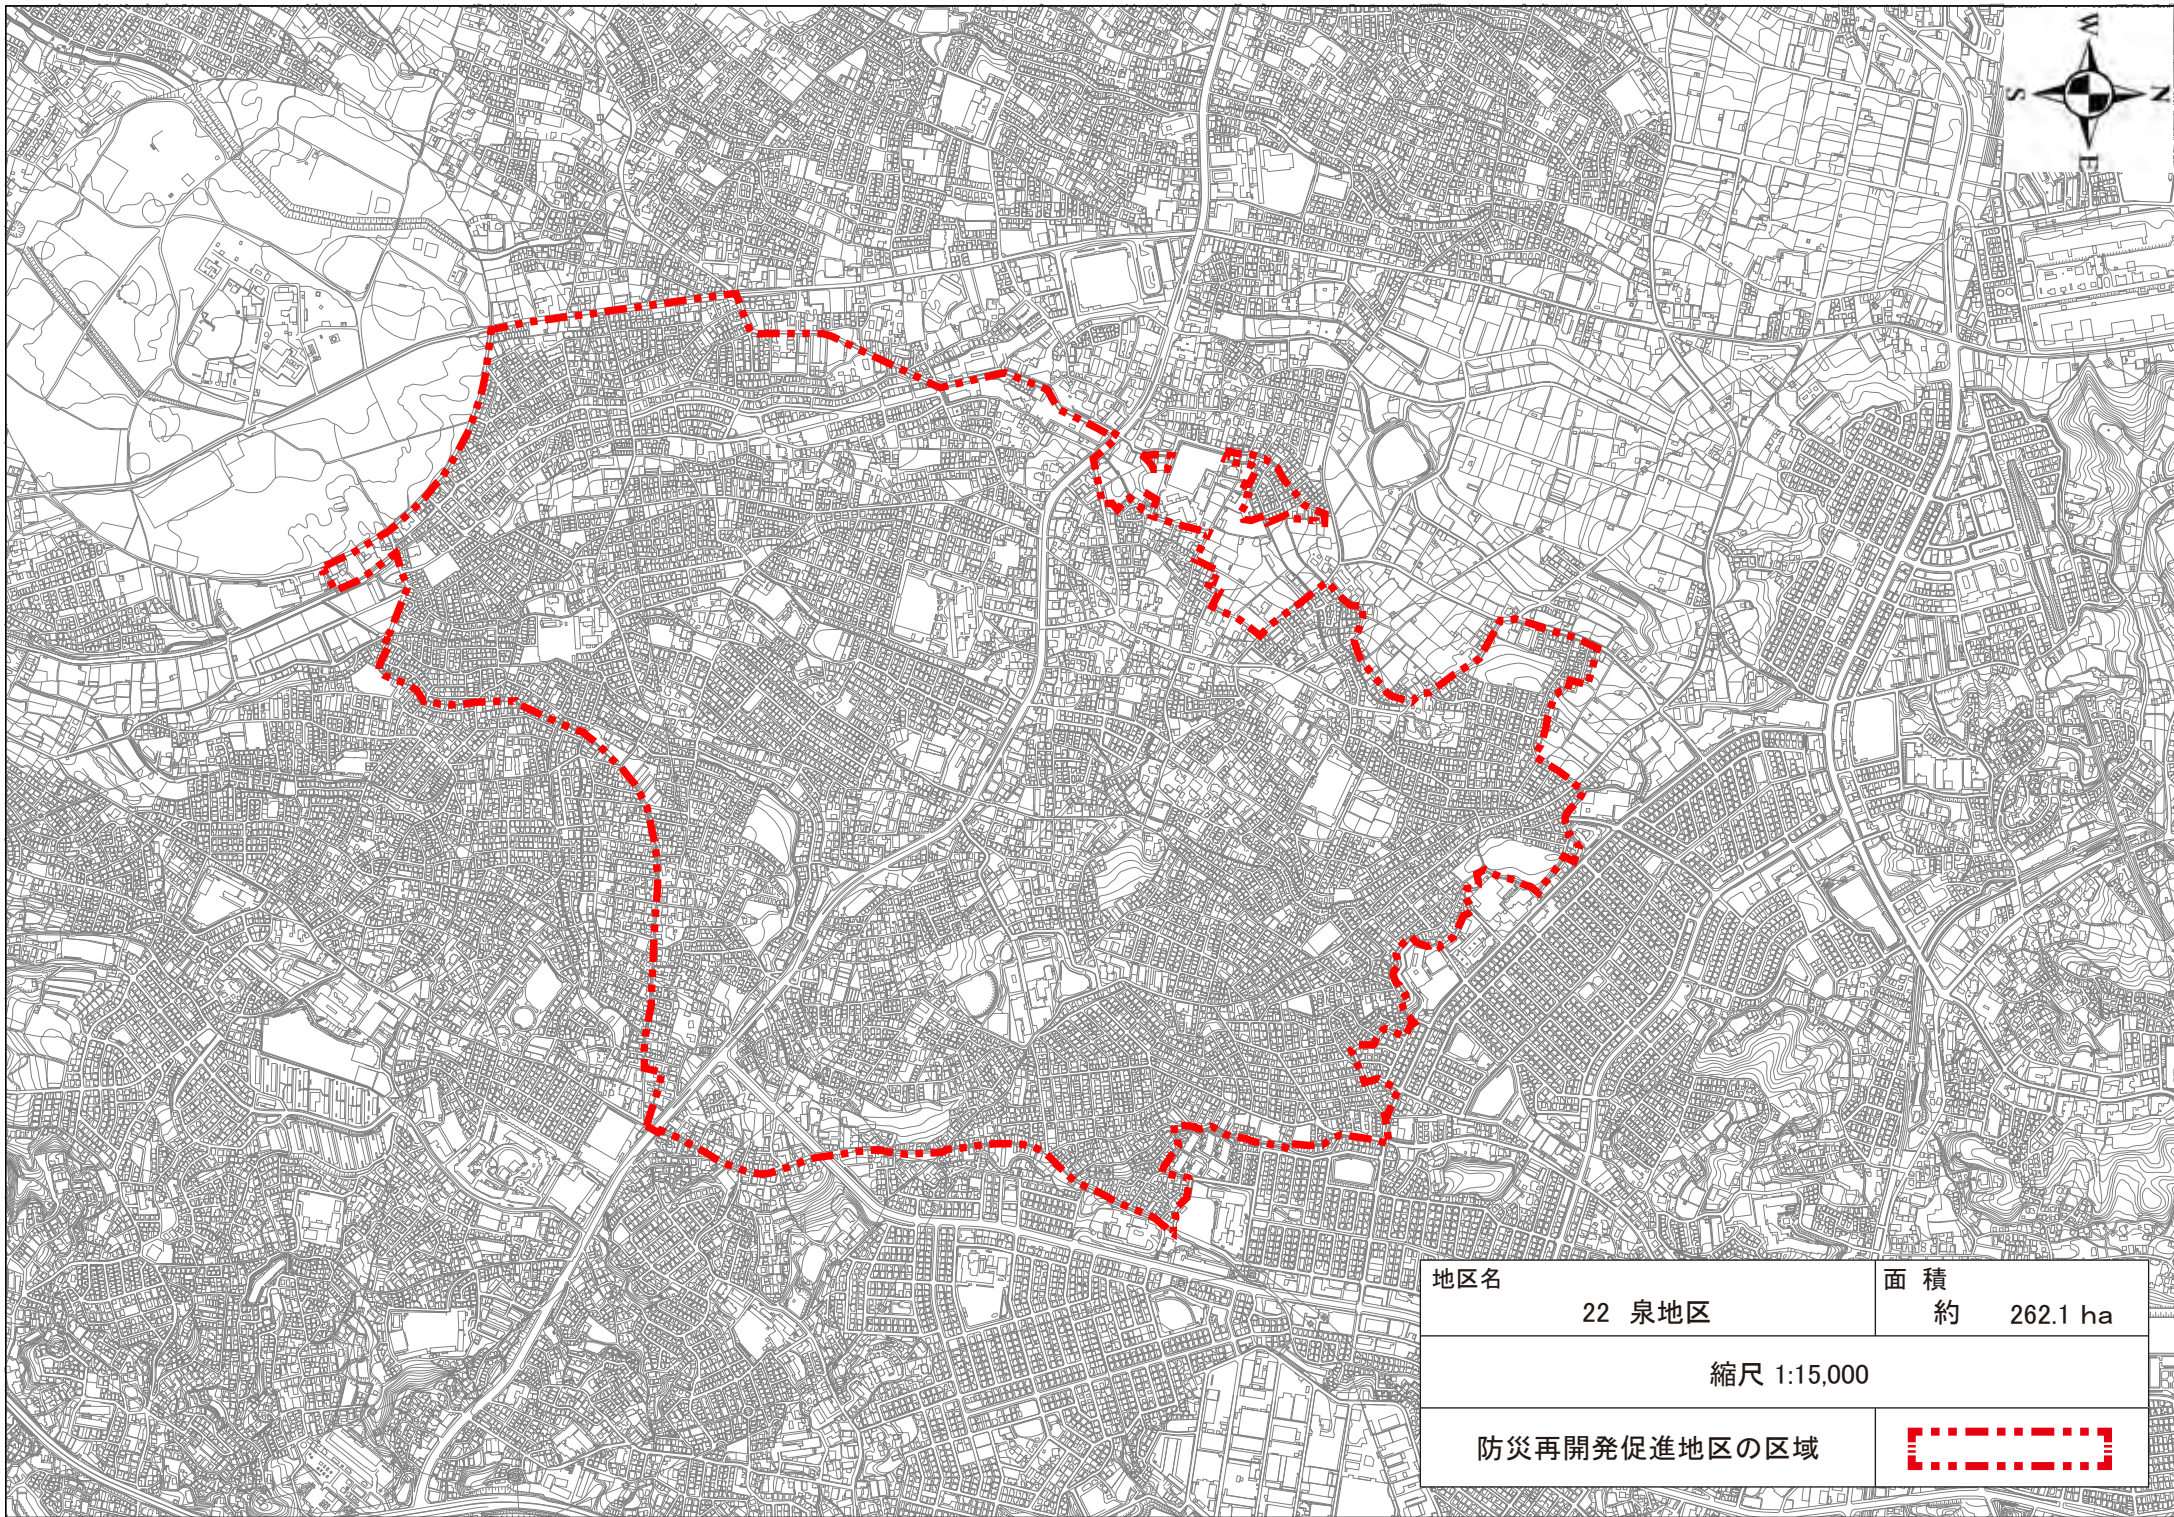 W
S
N
E
地区名
22 泉地区
面 積
約 262.1 ha
縮尺 1:15,000
防災再開発促進地区の区域